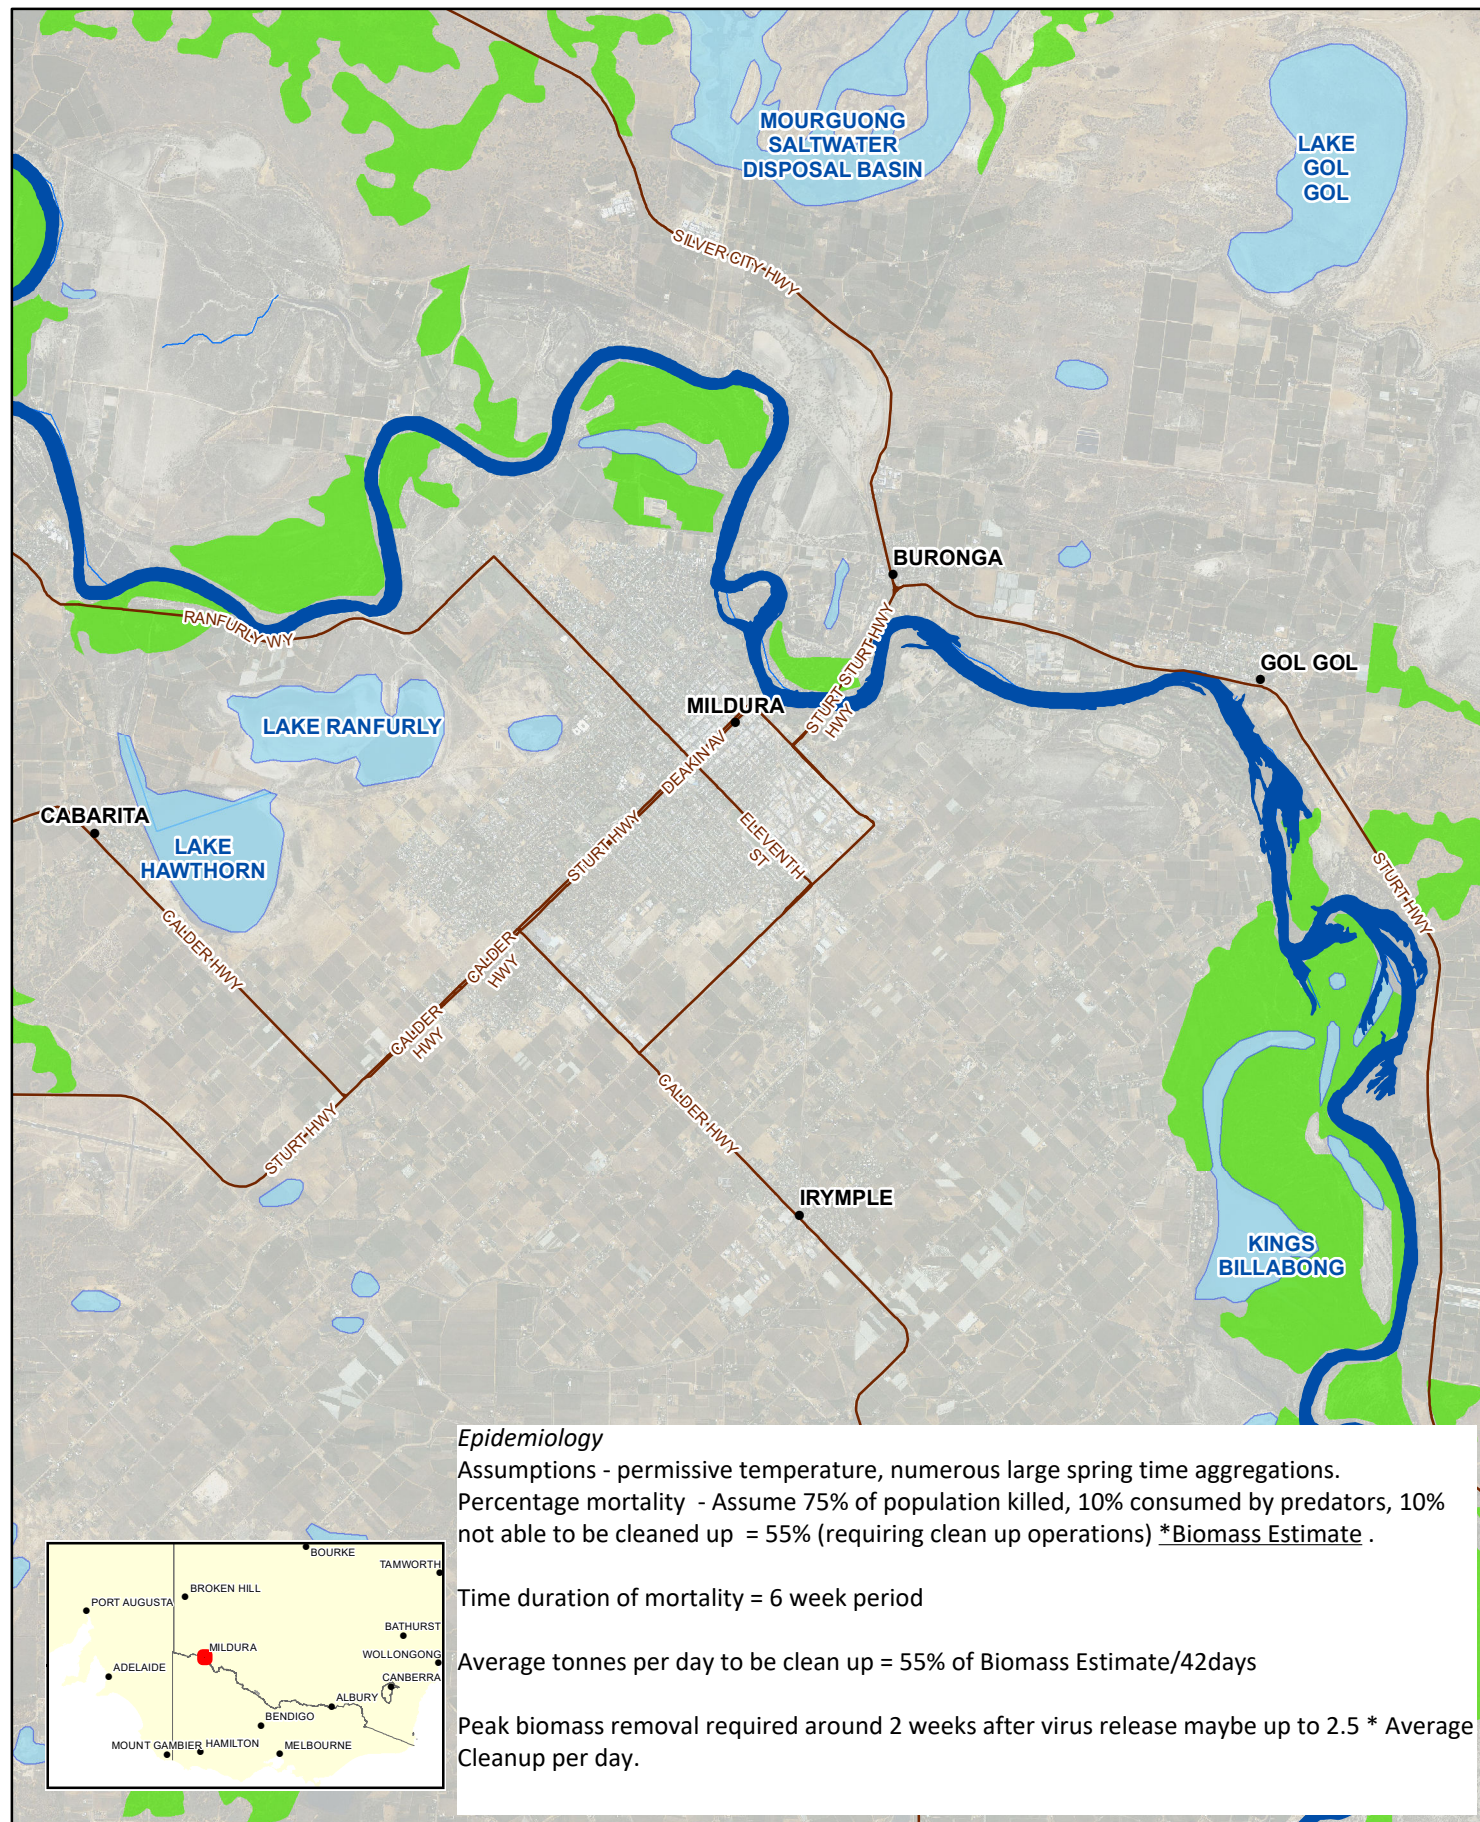 MOURGUONG
SALTWATER
DISPOSAL BASIN
LAKE
GOL
GOL
SILVER CITY HWY
BURONGA
RANFURLY WY
STURT STURT HWY
HWY
GOL GOL
MILDURA
LAKE RANFURLY
DEAKIN AV
CABARITA
LAKE
HAWTHORN
STURT HWY
ELEVENTH
ST
STURT HWY
CALDER HWY
CALDER
HWY
CALDER
HWY
CALDER HWY
STURT HWY
IRYMPLE
KINGS
BILLABONG
Epidemiology
Assumptions - permissive temperature, numerous large spring time aggregations.
Percentage mortality - Assume 75% of population killed, 10% consumed by predators, 10%
not able to be cleaned up = 55% (requiring clean up operations) *Biomass Estimate .
Time duration of mortality = 6 week period
Average tonnes per day to be clean up = 55% of Biomass Estimate/42days
Peak biomass removal required around 2 weeks after virus release maybe up to 2.5 * Average
Cleanup per day.
BOURKE
TAMWORTH
BROKEN HILL
PORT AUGUSTA
BATHURST
MILDURA
WOLLONGONG
ADELAIDE
CANBERRA
ALBURY
BENDIGO
MOUNT GAMBIER
HAMILTON
MELBOURNE